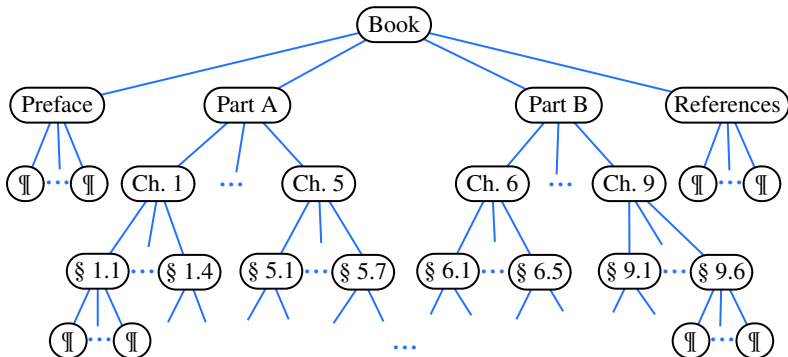 Book
Preface Part A Part B References
¶ ... ¶ Ch. 1 ... Ch. 5 Ch. 6 ... Ch. 9 ¶ ... ¶
§ 1.1 ... § 1.4 § 5.1 ... § 5.7 § 6.1 ... § 6.5 § 9.1 ... § 9.6
¶ ... ¶ ... ¶ ... ¶